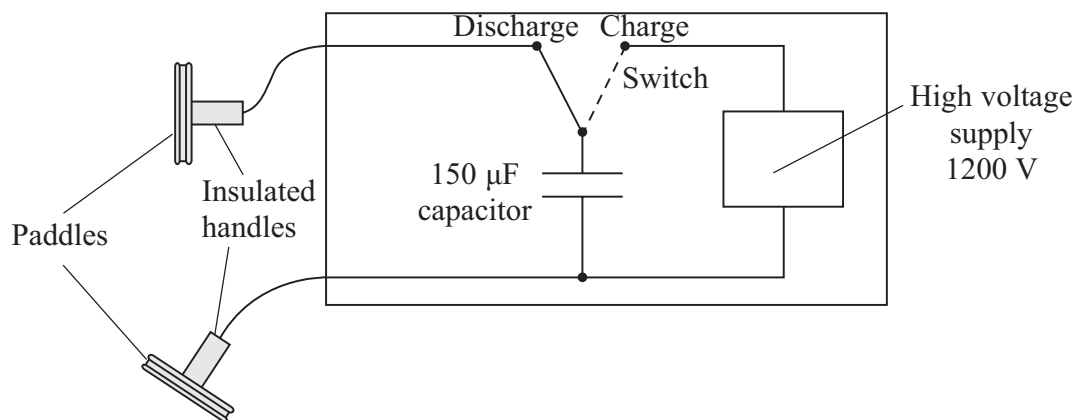 Discharge Charge
Switch
High voltage
supply
1200 V
150 μF
capacitor
Insulated
handles
Paddles